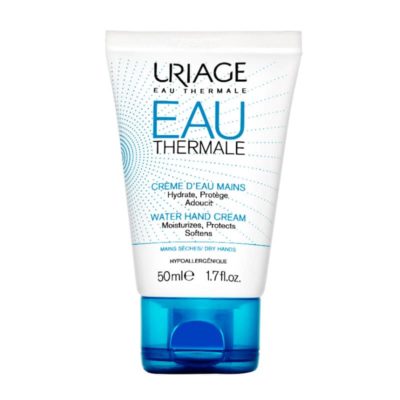 URIAGE
EAU THERMALE
EAU
THERMALE
CRÈME D'EAU MAINS
Hydrate, Protège,
Adoucit
WATER HAND CREAM
Moisturizes, Protects
Softens
MAINS SÈCHES/ DRY HANDS
HYPOALLERGÉNIQUE
50ml℮ 1.7fl.oz.